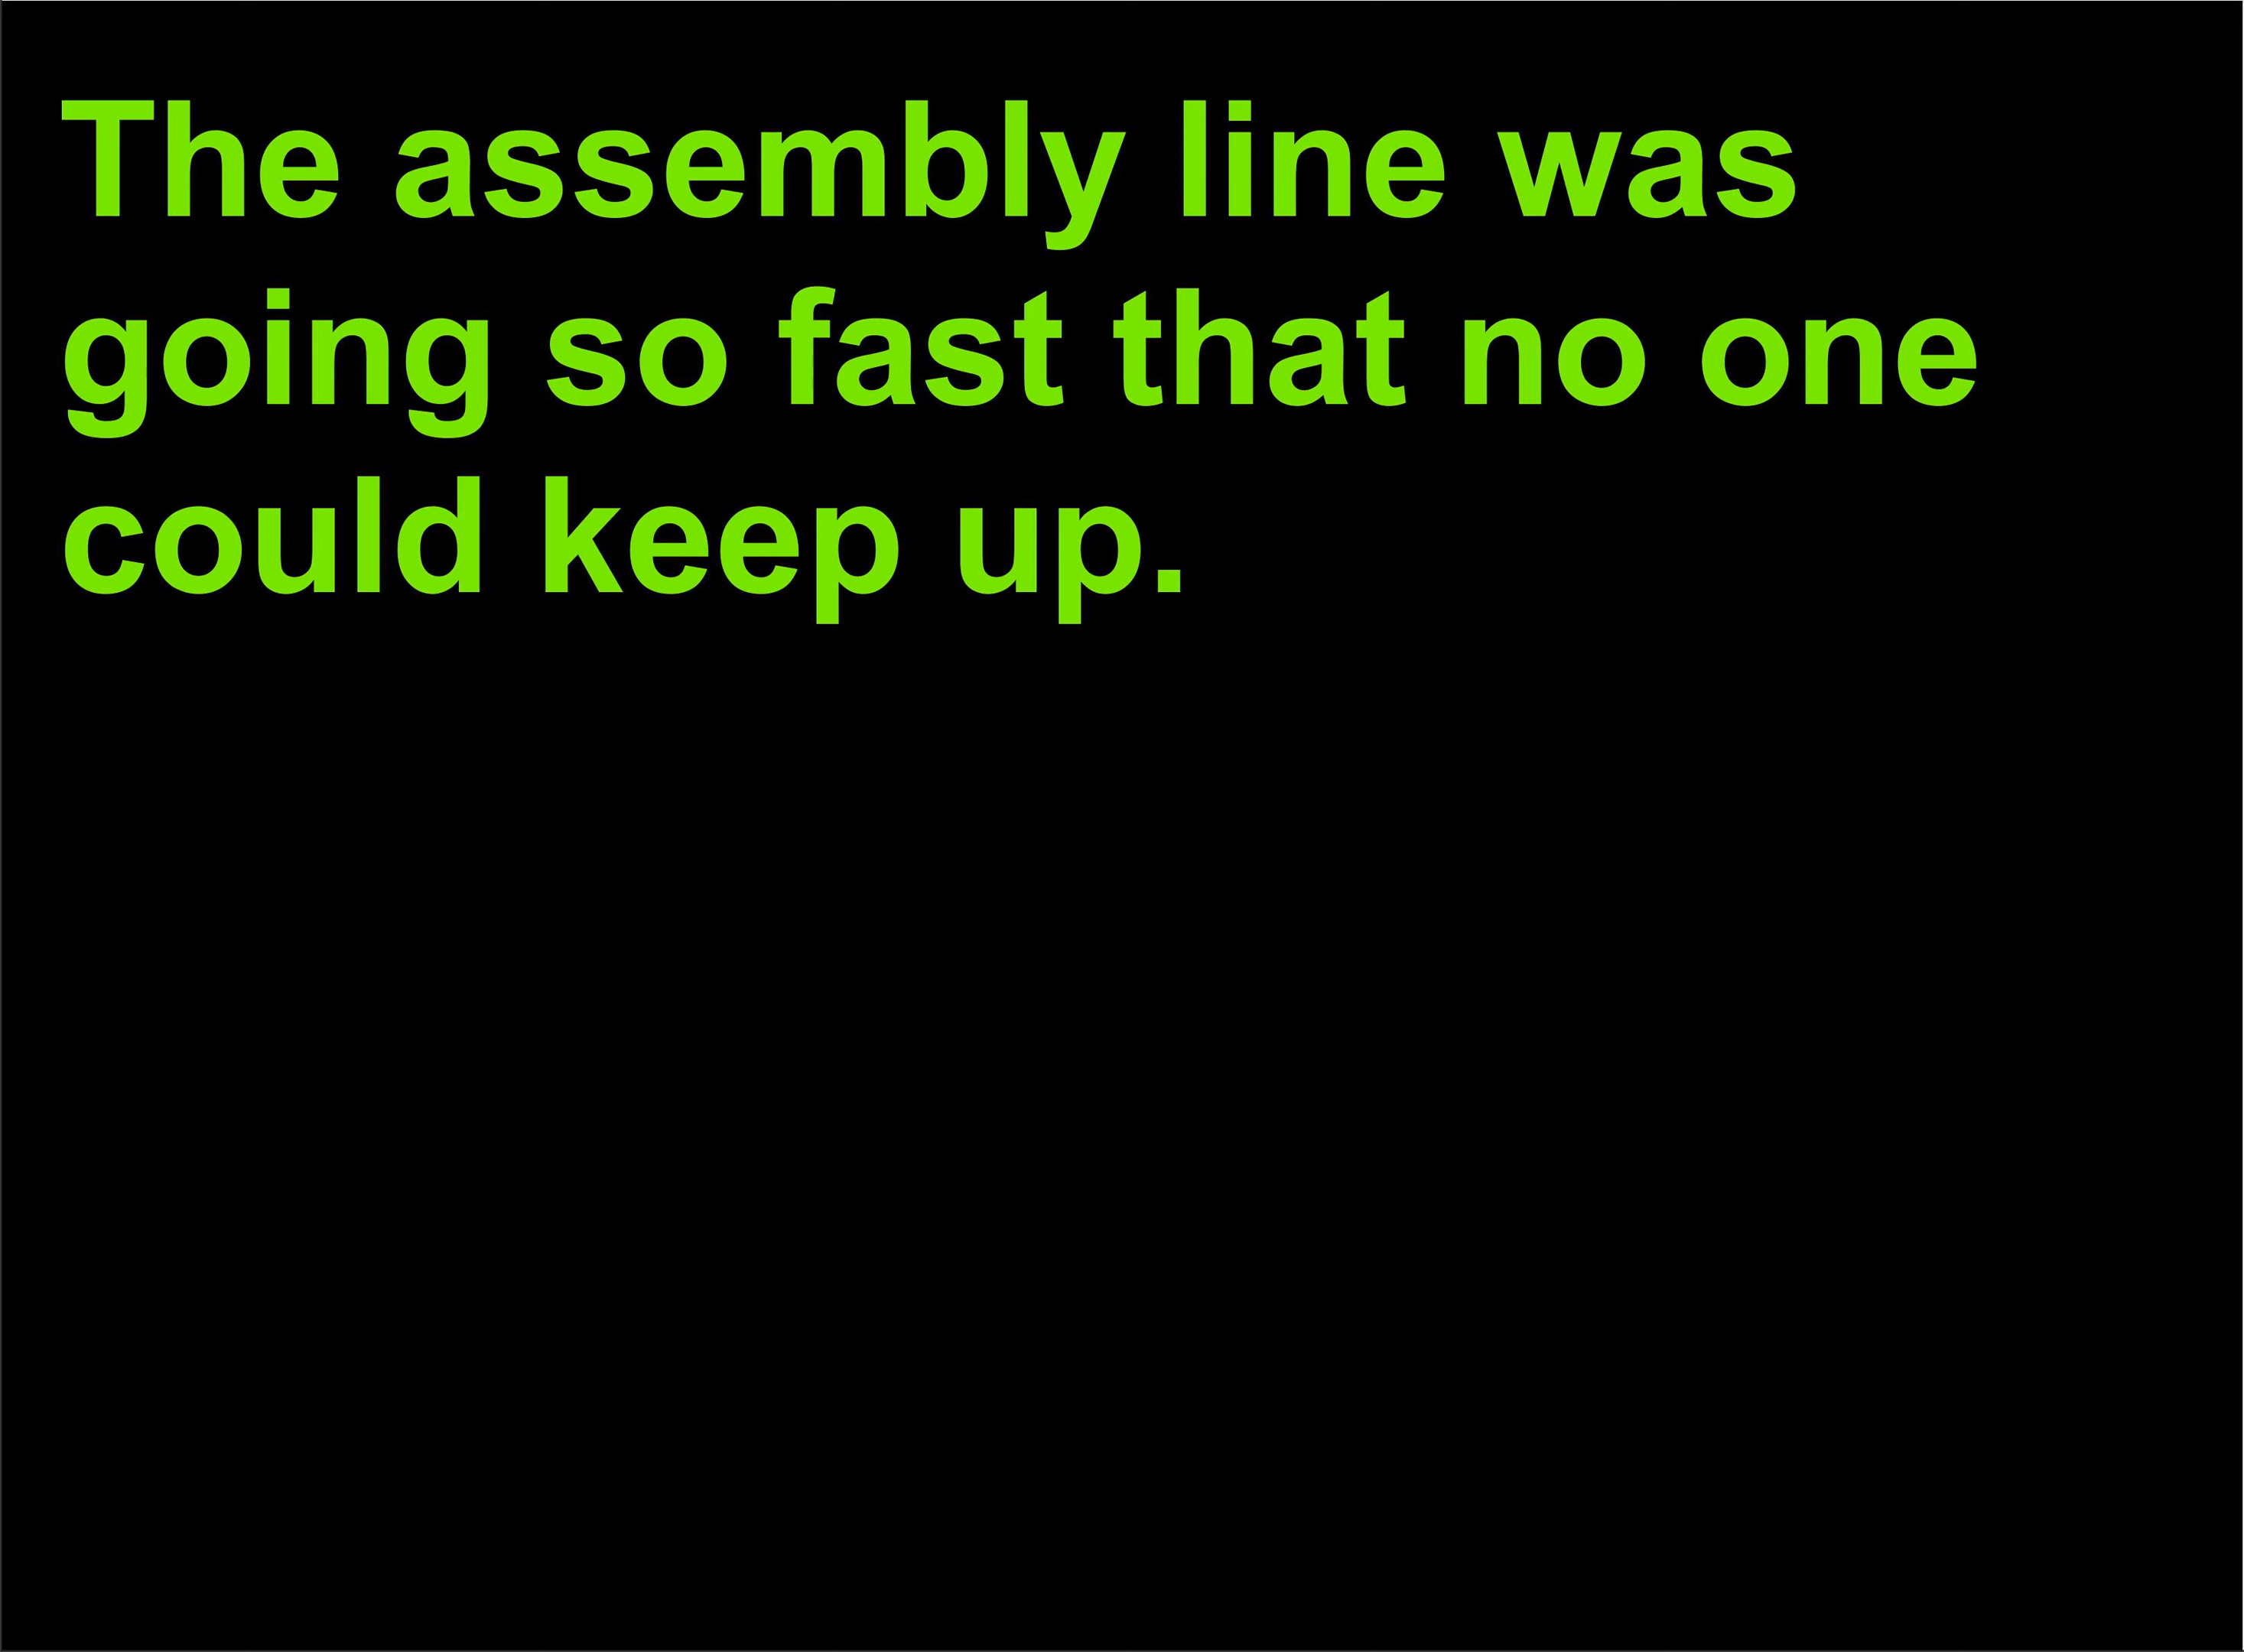 The assembly line was
going so fast that no one
could keep up.